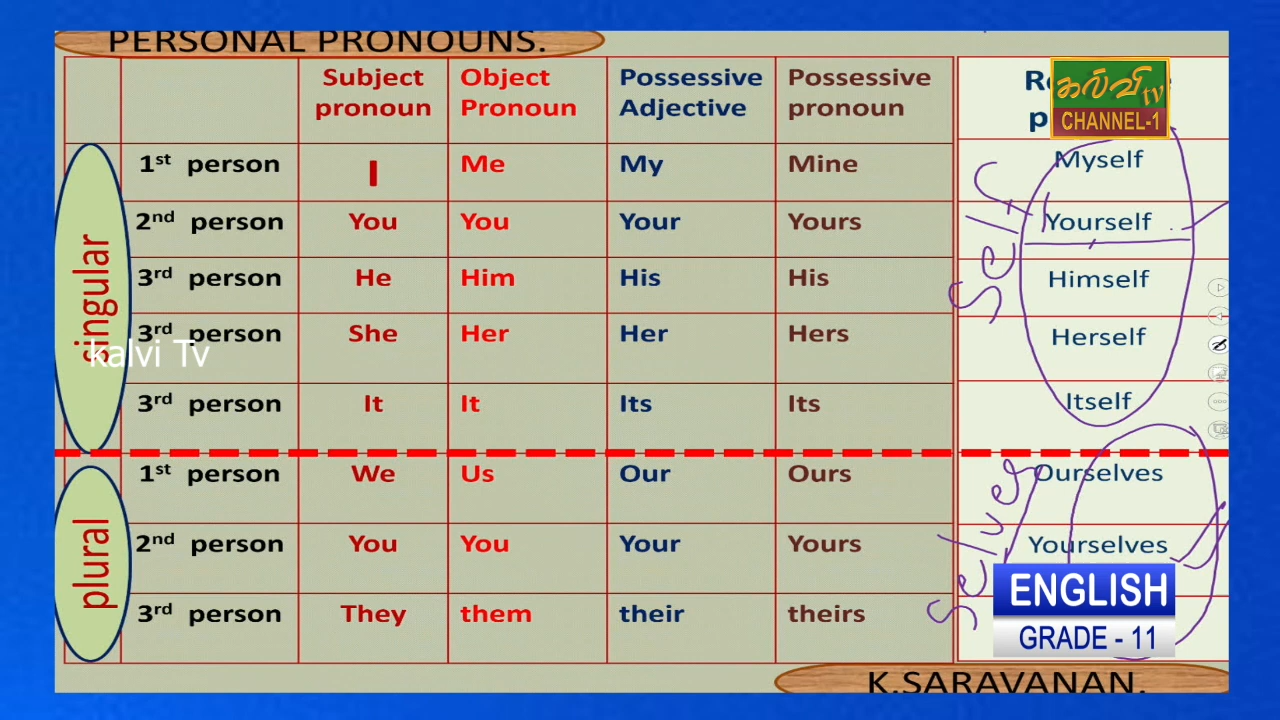 PERSONAL PRONOUNS.
Subject pronoun Object Pronoun Possessive Adjective Possessive pronoun
கல்வி tv
CHANNEL-1
singular
1st person I Me My Mine Myself
2nd person You You Your Yours Yourself
3rd person He Him His His Himself
3rd person She Her Her Hers Herself
kalvi Tv
3rd person It It Its Its Itself
Self
plural
1st person We Us Our Ours Ourselves
2nd person You You Your Yours Yourselves
3rd person They them their theirs
Selves
ENGLISH
GRADE - 11
K.SARAVANAN.